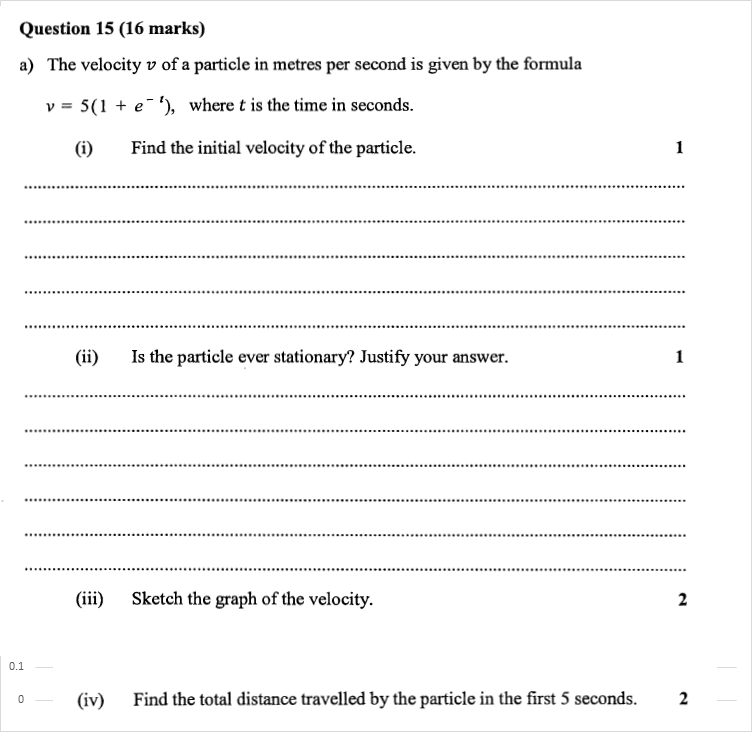 Question 15 (16 marks)
a) The velocity v of a particle in metres per second is given by the formula
v = 5(1 + e⁻ᵗ), where t is the time in seconds.
(i) Find the initial velocity of the particle. 1
(ii) Is the particle ever stationary? Justify your answer. 1
(iii) Sketch the graph of the velocity. 2
0.1
0 (iv) Find the total distance travelled by the particle in the first 5 seconds. 2